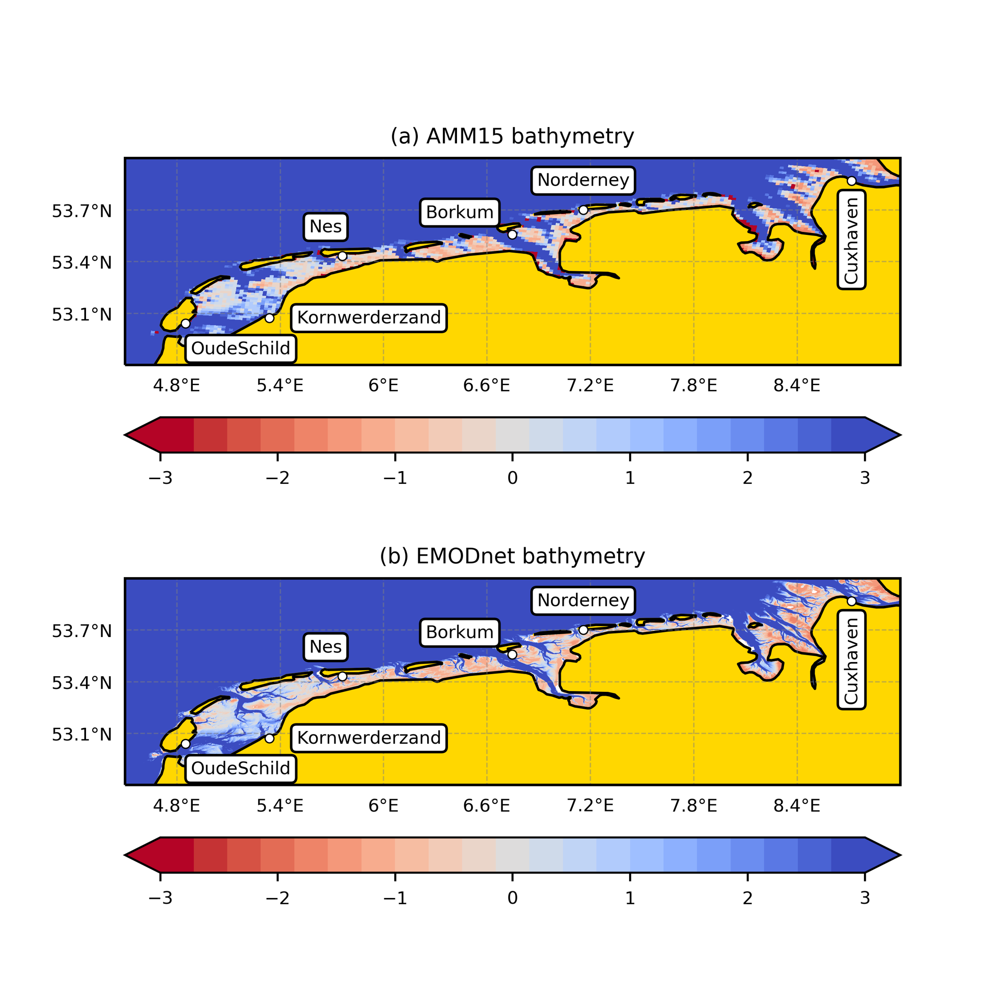 (a) AMM15 bathymetry
Norderney
Borkum
Nes
Cuxhaven
Kornwerderzand
OudeSchild
53.7°N
53.4°N
53.1°N
4.8°E 5.4°E 6°E 6.6°E 7.2°E 7.8°E 8.4°E
−3 −2 −1 0 1 2 3
(b) EMODnet bathymetry
Norderney
Borkum
Nes
Cuxhaven
Kornwerderzand
OudeSchild
53.7°N
53.4°N
53.1°N
4.8°E 5.4°E 6°E 6.6°E 7.2°E 7.8°E 8.4°E
−3 −2 −1 0 1 2 3